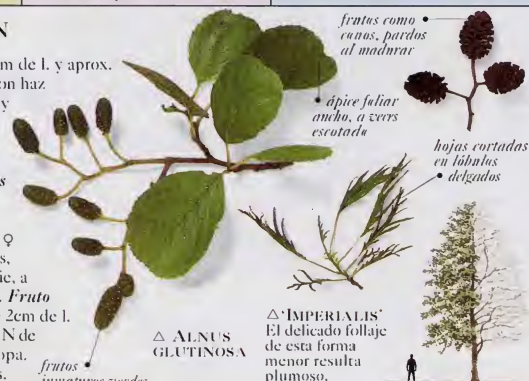 N
m de l. y aprox.
on haz
y
s
♀
s,
ie, a
. Fruto
2cm de l.
N de
opa.
s.
frutos
inmaturos verdes
△ ALNUS
GLUTINOSA
ápice foliar
ancho, a veces
escotado
△ 'IMPERIALIS'
El delicado follaje
de esta forma
menor resulta
plumoso.
frutos como
conos, pardos
al madurar
hojas cortadas
en lóbulos
delgados